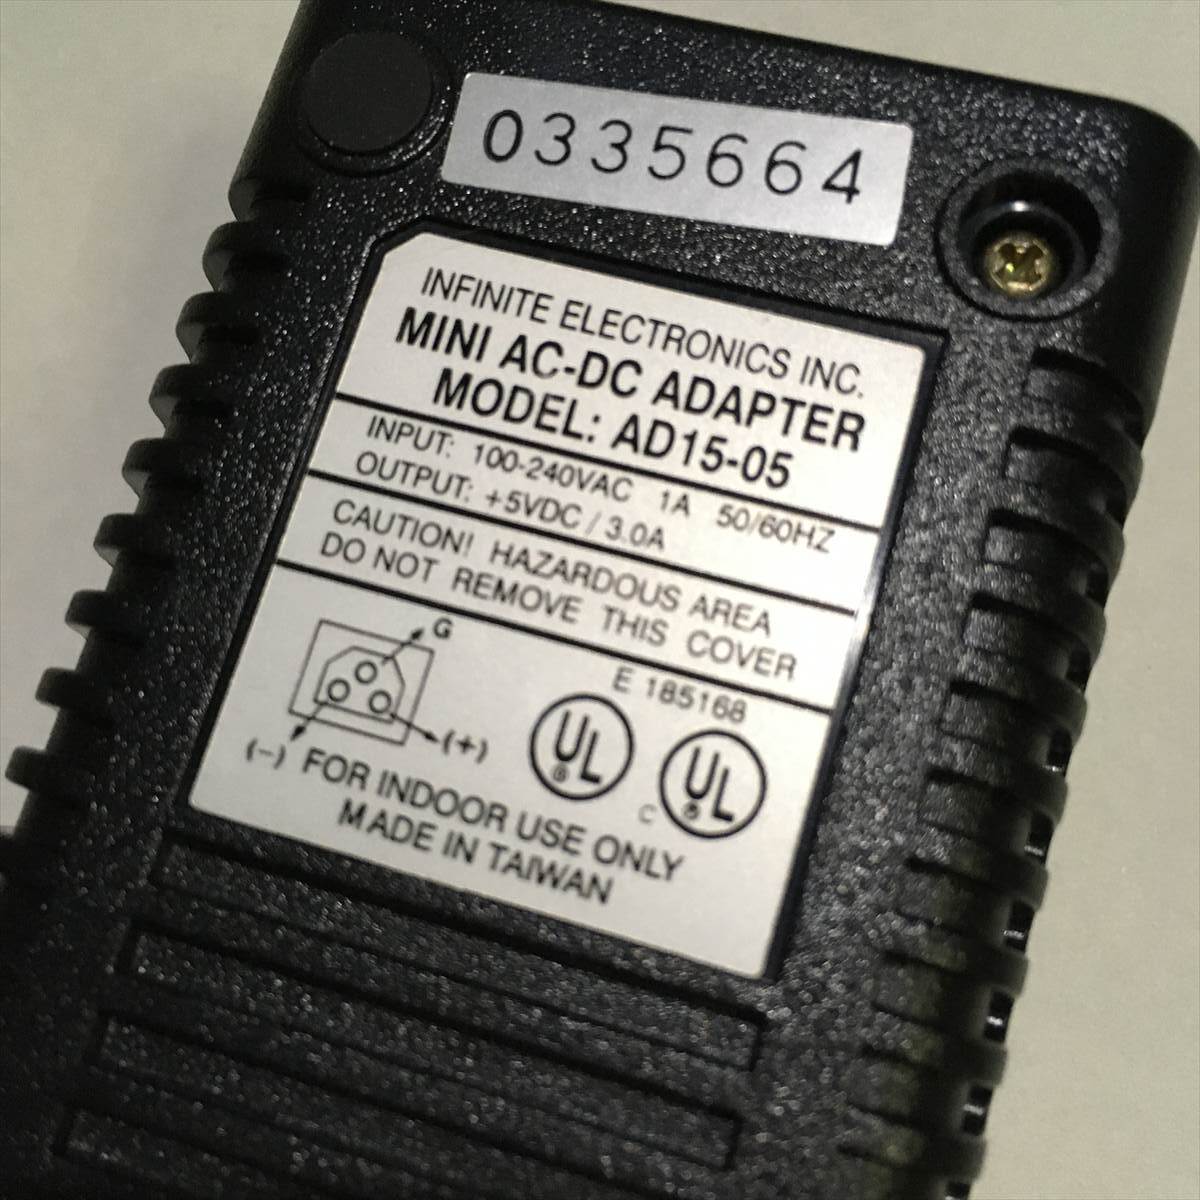 0335664
INFINITE ELECTRONICS INC.
MINI AC-DC ADAPTER
MODEL: AD15-05
INPUT: 100-240VAC 1A 50/60HZ
OUTPUT: +5VDC / 3.0A
CAUTION! HAZARDOUS AREA
DO NOT REMOVE THIS COVER
E 185168
G
(+)
(−)
UL ®
C UL ®
FOR INDOOR USE ONLY
MADE IN TAIWAN